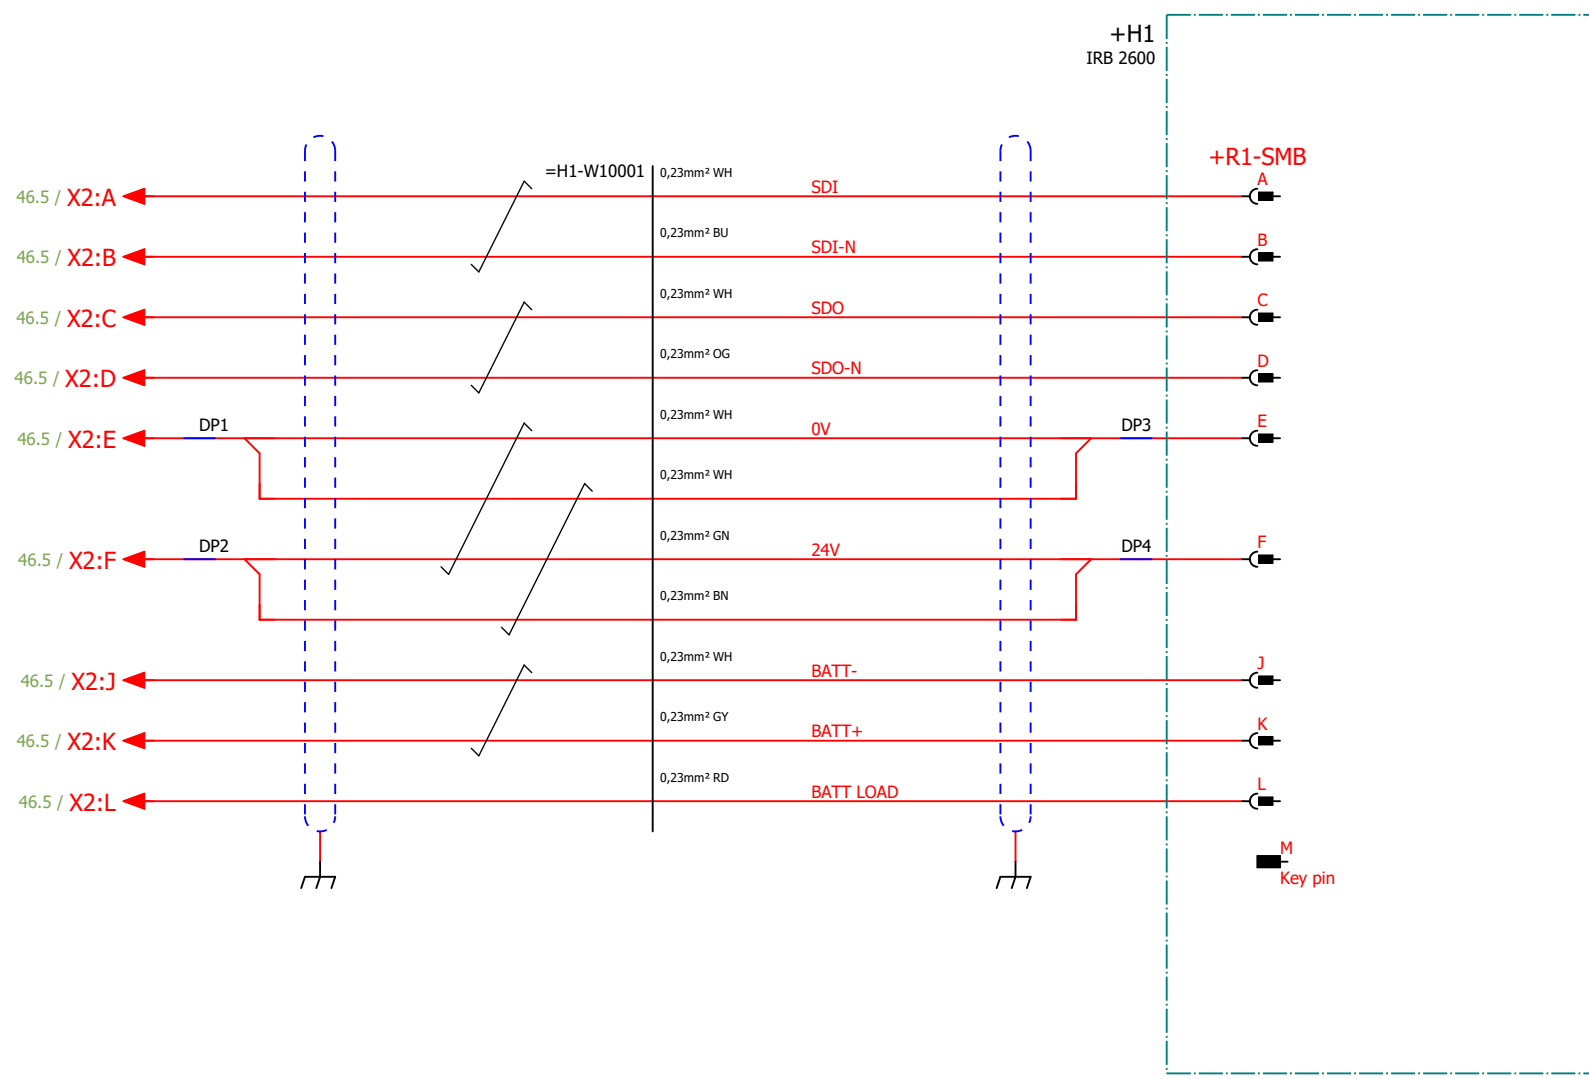 +H1
IRB 2600
+R1-SMB
=H1-W10001
0,23mm² WH
46.5 / X2:A
SDI
A
0,23mm² BU
46.5 / X2:B
SDI-N
B
0,23mm² WH
46.5 / X2:C
SDO
C
0,23mm² OG
46.5 / X2:D
SDO-N
D
0,23mm² WH
46.5 / X2:E
DP1
0V
DP3
E
0,23mm² WH
0,23mm² GN
46.5 / X2:F
DP2
24V
DP4
F
0,23mm² BN
0,23mm² WH
46.5 / X2:J
BATT-
J
0,23mm² GY
46.5 / X2:K
BATT+
K
0,23mm² RD
46.5 / X2:L
BATT LOAD
L
M
Key pin